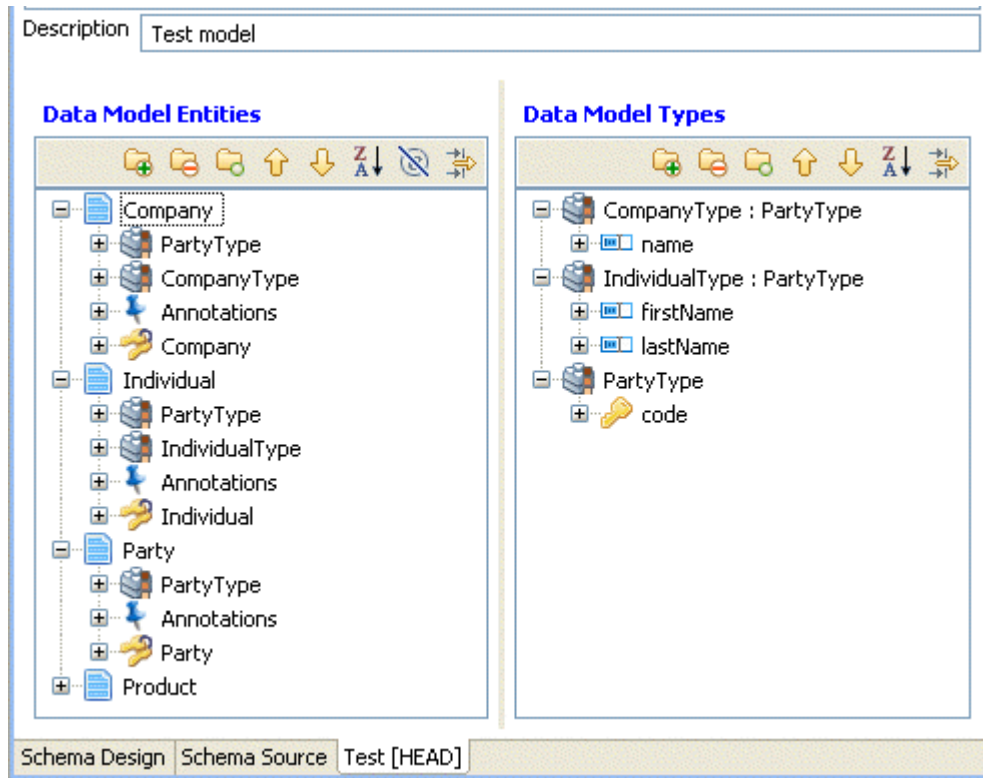 Description Test model
Data Model Entities
Company
PartyType
CompanyType
Annotations
Company
Individual
PartyType
IndividualType
Annotations
Individual
Party
PartyType
Annotations
Party
Product
Data Model Types
CompanyType : PartyType
name
IndividualType : PartyType
firstName
lastName
PartyType
code
Schema Design Schema Source Test [HEAD]